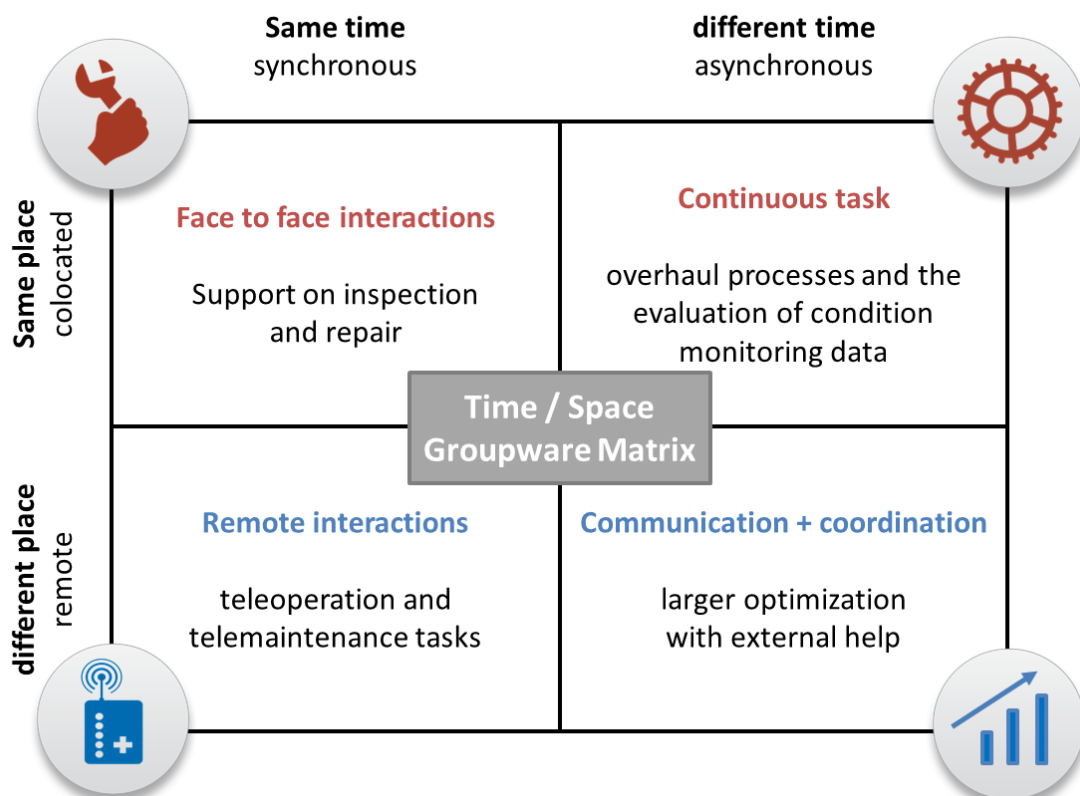 Same time
synchronous
different time
asynchronous
Same place
colocated
Face to face interactions
Support on inspection
and repair
Continuous task
overhaul processes and the
evaluation of condition
monitoring data
Time / Space
Groupware Matrix
different place
remote
Remote interactions
teleoperation and
telemaintenance tasks
Communication + coordination
larger optimization
with external help